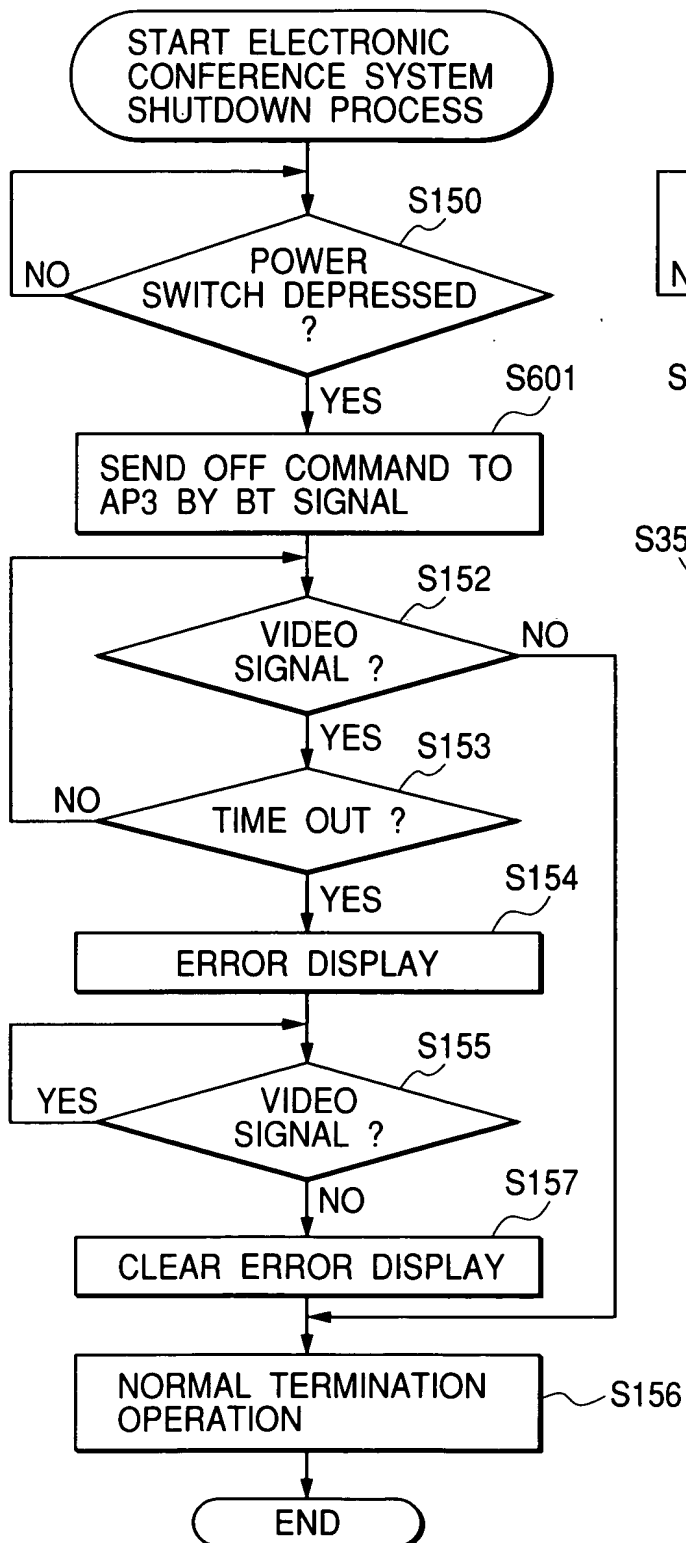 START ELECTRONIC
CONFERENCE SYSTEM
SHUTDOWN PROCESS
S150
NO
POWER
SWITCH DEPRESSED
?
YES
S601
SEND OFF COMMAND TO
AP3 BY BT SIGNAL
S152
VIDEO
SIGNAL ?
NO
YES
S153
NO
TIME OUT ?
YES
S154
ERROR DISPLAY
S155
YES
VIDEO
SIGNAL ?
NO
S157
CLEAR ERROR DISPLAY
NORMAL TERMINATION
OPERATION
S156
END
S35